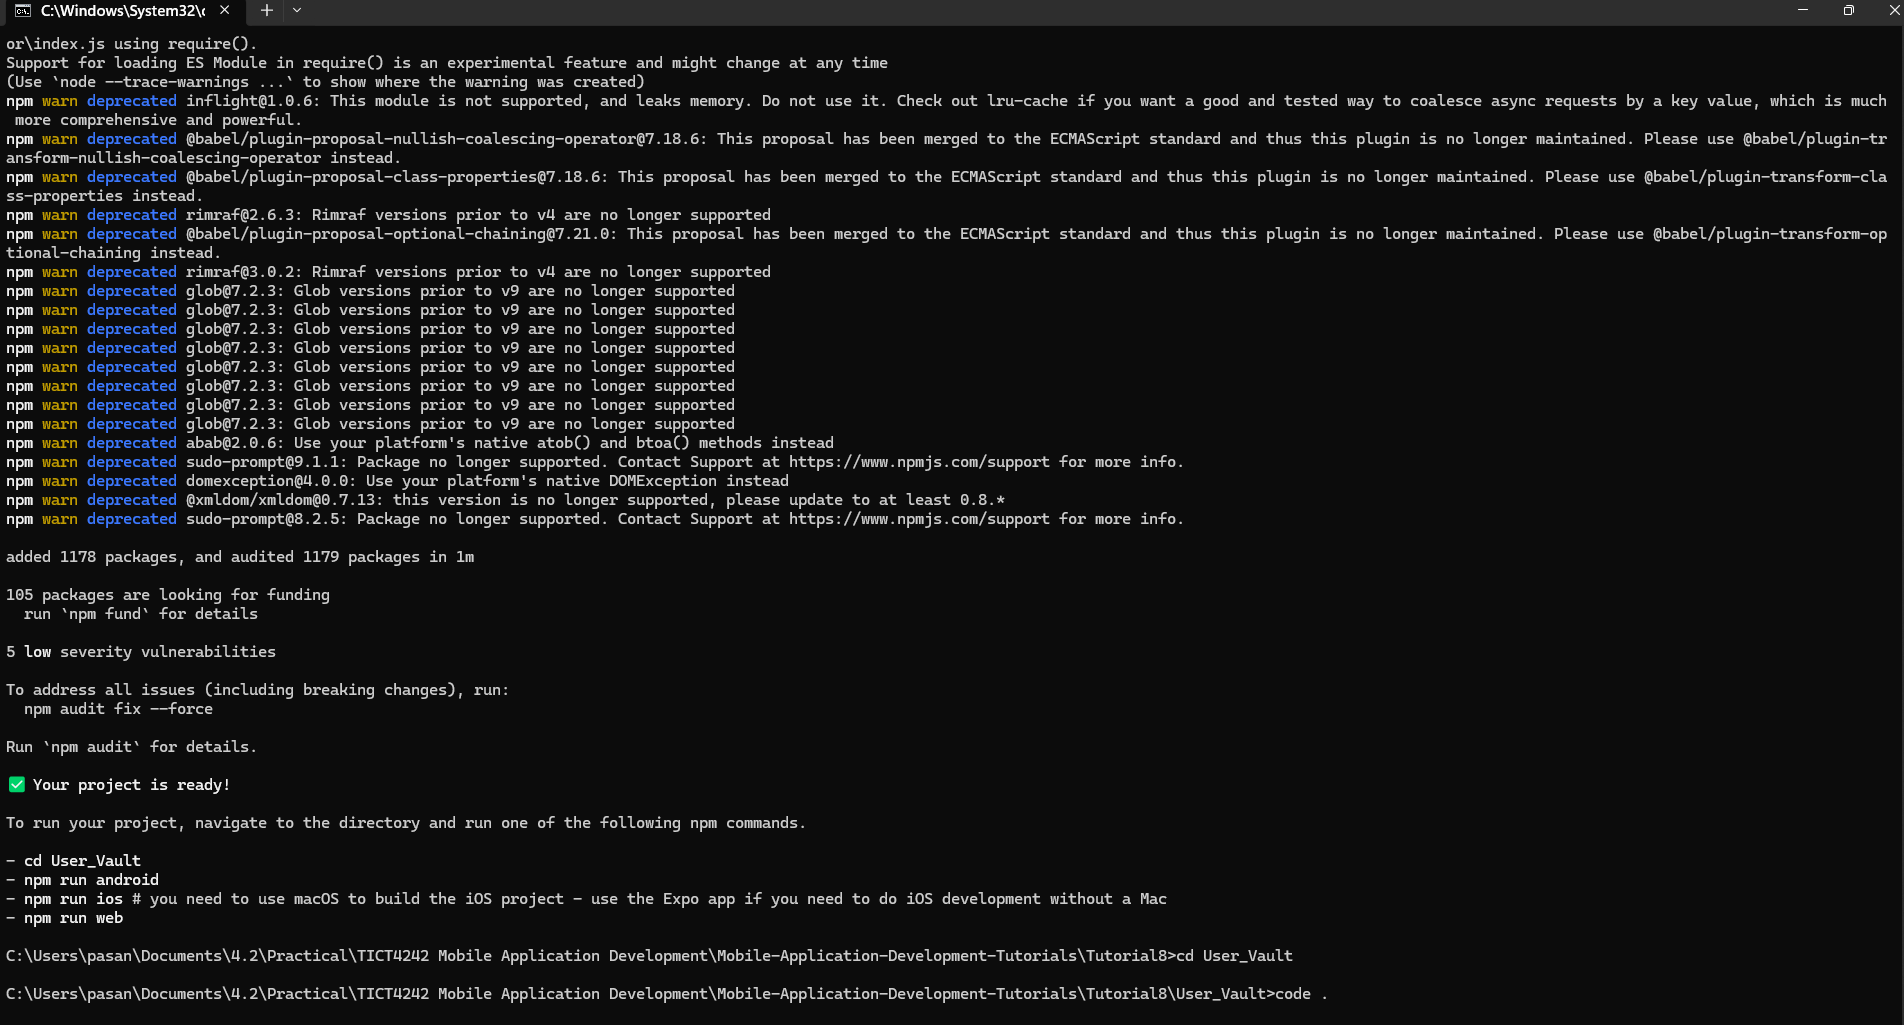 C:\Windows\System32\c
or\index.js using require().
Support for loading ES Module in require() is an experimental feature and might change at any time
(Use `node --trace-warnings ...` to show where the warning was created)
npm warn deprecated inflight@1.0.6: This module is not supported, and leaks memory. Do not use it. Check out lru-cache if you want a good and tested way to coalesce async requests by a key value, which is much
more comprehensive and powerful.
npm warn deprecated @babel/plugin-proposal-nullish-coalescing-operator@7.18.6: This proposal has been merged to the ECMAScript standard and thus this plugin is no longer maintained. Please use @babel/plugin-tr
ansform-nullish-coalescing-operator instead.
npm warn deprecated @babel/plugin-proposal-class-properties@7.18.6: This proposal has been merged to the ECMAScript standard and thus this plugin is no longer maintained. Please use @babel/plugin-transform-cla
ss-properties instead.
npm warn deprecated rimraf@2.6.3: Rimraf versions prior to v4 are no longer supported
npm warn deprecated @babel/plugin-proposal-optional-chaining@7.21.0: This proposal has been merged to the ECMAScript standard and thus this plugin is no longer maintained. Please use @babel/plugin-transform-op
tional-chaining instead.
npm warn deprecated rimraf@3.0.2: Rimraf versions prior to v4 are no longer supported
npm warn deprecated glob@7.2.3: Glob versions prior to v9 are no longer supported
npm warn deprecated glob@7.2.3: Glob versions prior to v9 are no longer supported
npm warn deprecated glob@7.2.3: Glob versions prior to v9 are no longer supported
npm warn deprecated glob@7.2.3: Glob versions prior to v9 are no longer supported
npm warn deprecated glob@7.2.3: Glob versions prior to v9 are no longer supported
npm warn deprecated glob@7.2.3: Glob versions prior to v9 are no longer supported
npm warn deprecated glob@7.2.3: Glob versions prior to v9 are no longer supported
npm warn deprecated glob@7.2.3: Glob versions prior to v9 are no longer supported
npm warn deprecated abab@2.0.6: Use your platform's native atob() and btoa() methods instead
npm warn deprecated sudo-prompt@9.1.1: Package no longer supported. Contact Support at https://www.npmjs.com/support for more info.
npm warn deprecated domexception@4.0.0: Use your platform's native DOMException instead
npm warn deprecated @xmldom/xmldom@0.7.13: this version is no longer supported, please update to at least 0.8.*
npm warn deprecated sudo-prompt@8.2.5: Package no longer supported. Contact Support at https://www.npmjs.com/support for more info.
added 1178 packages, and audited 1179 packages in 1m
105 packages are looking for funding
run `npm fund` for details
5 low severity vulnerabilities
To address all issues (including breaking changes), run:
npm audit fix --force
Run `npm audit` for details.
✅ Your project is ready!
To run your project, navigate to the directory and run one of the following npm commands.
- cd User_Vault
- npm run android
- npm run ios # you need to use macOS to build the iOS project - use the Expo app if you need to do iOS development without a Mac
- npm run web
C:\Users\pasan\Documents\4.2\Practical\TICT4242 Mobile Application Development\Mobile-Application-Development-Tutorials\Tutorial8>cd User_Vault
C:\Users\pasan\Documents\4.2\Practical\TICT4242 Mobile Application Development\Mobile-Application-Development-Tutorials\Tutorial8\User_Vault>code .